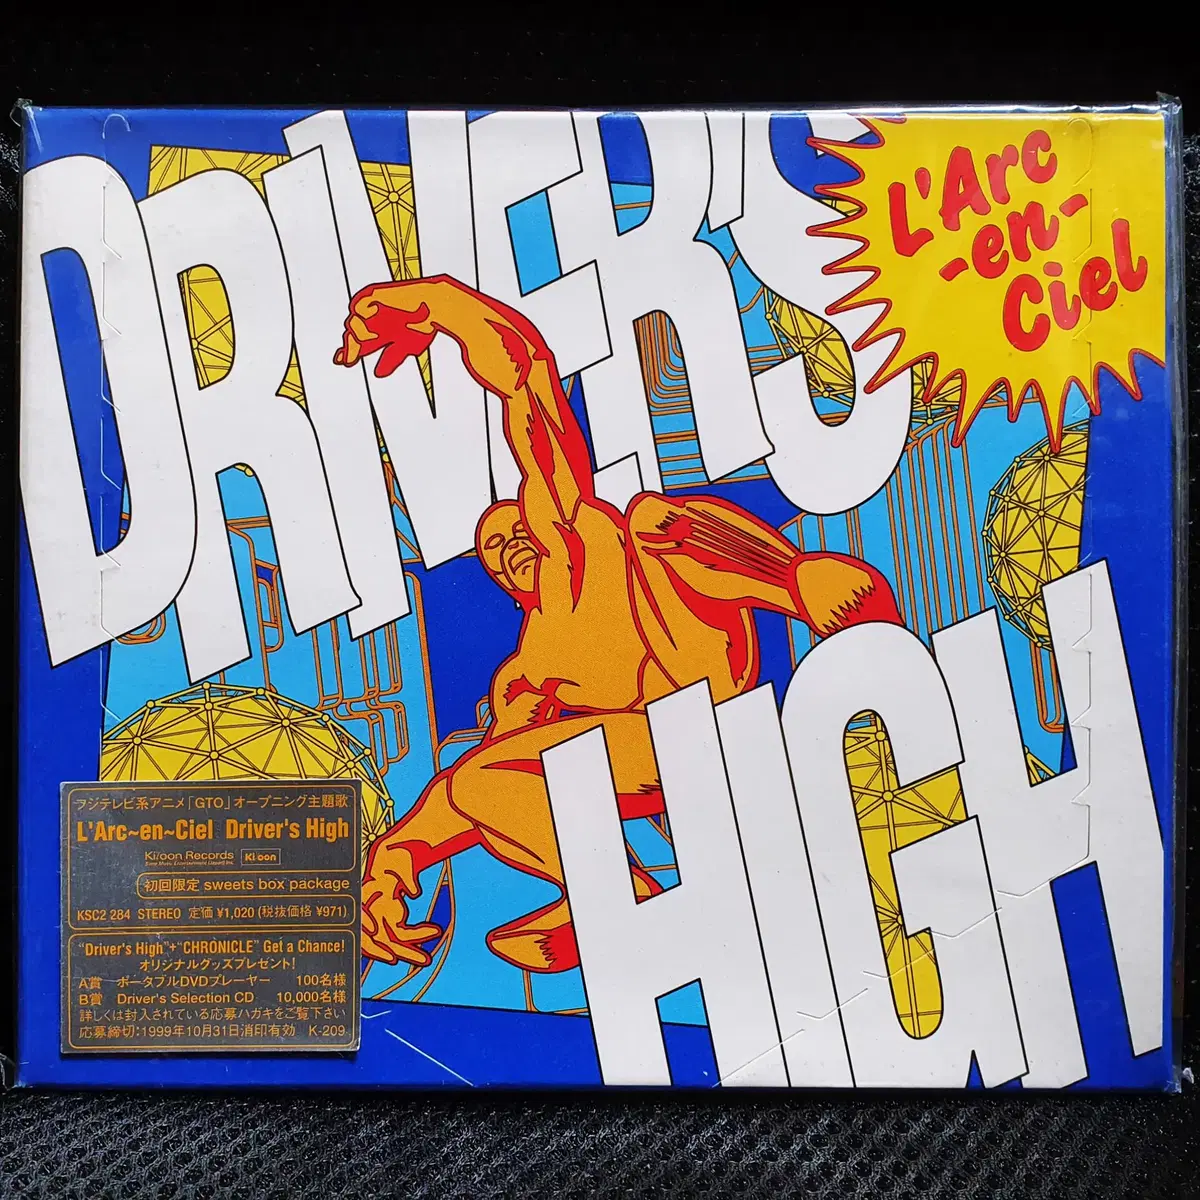 DRIVER'S
HIGH
L'Arc
-en-
Ciel
フジテレビ系アニメ「GTO」オープニング主題歌
L'Arc~en~Ciel Driver's High
Ki/oon Records Ki/oon
初回限定 sweets box package
KSC2 284 STEREO 定価 ¥1,020 (税抜価格 ¥971)
"Driver's High"+"CHRONICLE" Get a Chance!
オリジナルグッズプレゼント!
A賞 ポータブルDVDプレーヤー 100名様
B賞 Driver's Selection CD 10,000名様
詳しくは封入されている応募ハガキをご覧下さい
応募締切:1999年10月31日消印有効 K-209